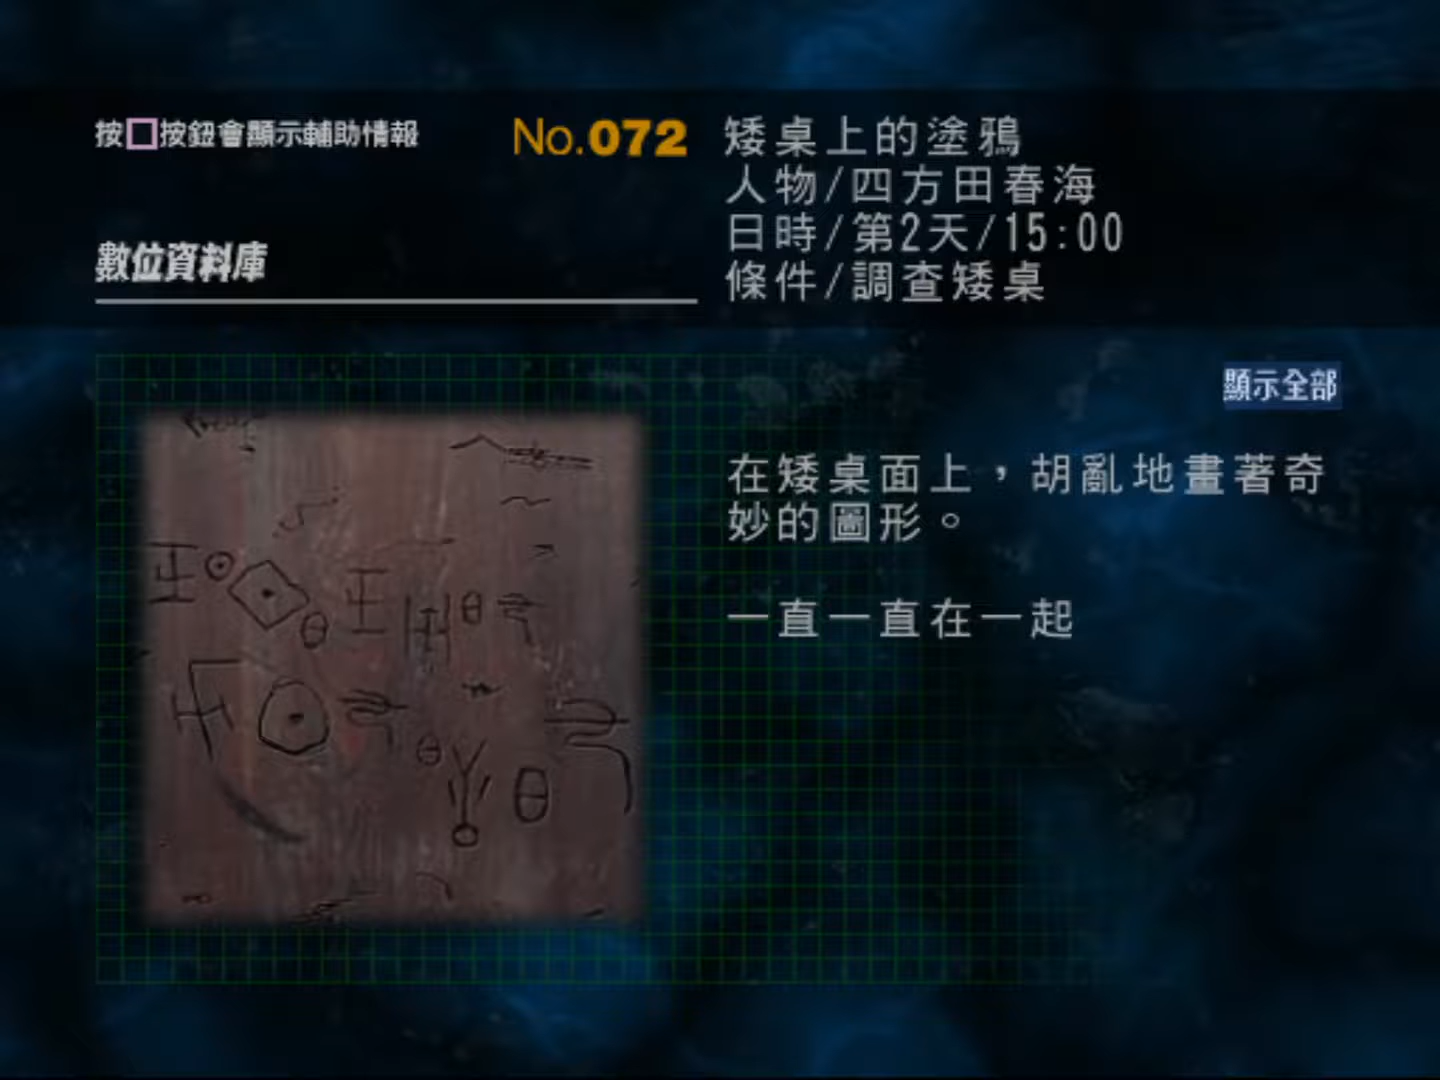 按□按鈕會顯示輔助情報
No.072
矮桌上的塗鴉
人物/四方田春海
日時/第2天/15:00
條件/調查矮桌
數位資料庫
顯示全部
在矮桌面上，胡亂地畫著奇
妙的圖形。
一直一直在一起